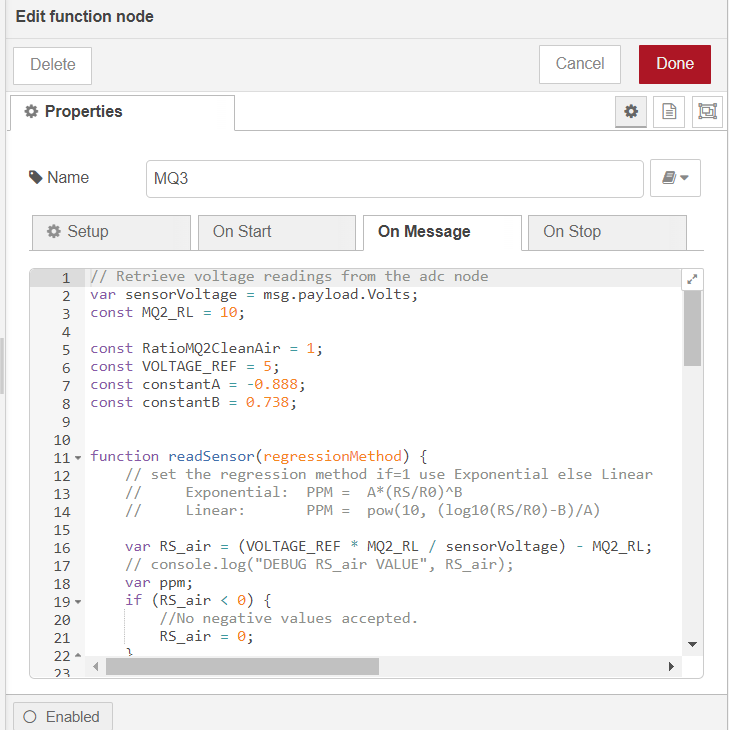 Edit function node
Delete
Cancel
Done
Properties
Name
MQ3
Setup
On Start
On Message
On Stop
1 // Retrieve voltage readings from the adc node
2 var sensorVoltage = msg.payload.Volts;
3 const MQ2_RL = 10;
4
5 const RatioMQ2CleanAir = 1;
6 const VOLTAGE_REF = 5;
7 const constantA = -0.888;
8 const constantB = 0.738;
9
10
11 function readSensor(regressionMethod) {
12     // set the regression method if=1 use Exponential else Linear
13     //     Exponential:  PPM =  A*(RS/R0)^B
14     //     Linear:       PPM =  pow(10, (log10(RS/R0)-B)/A)
15
16     var RS_air = (VOLTAGE_REF * MQ2_RL / sensorVoltage) - MQ2_RL;
17     // console.log("DEBUG RS_air VALUE", RS_air);
18     var ppm;
19     if (RS_air < 0) {
20         //No negative values accepted.
21         RS_air = 0;
22     }
23
Enabled